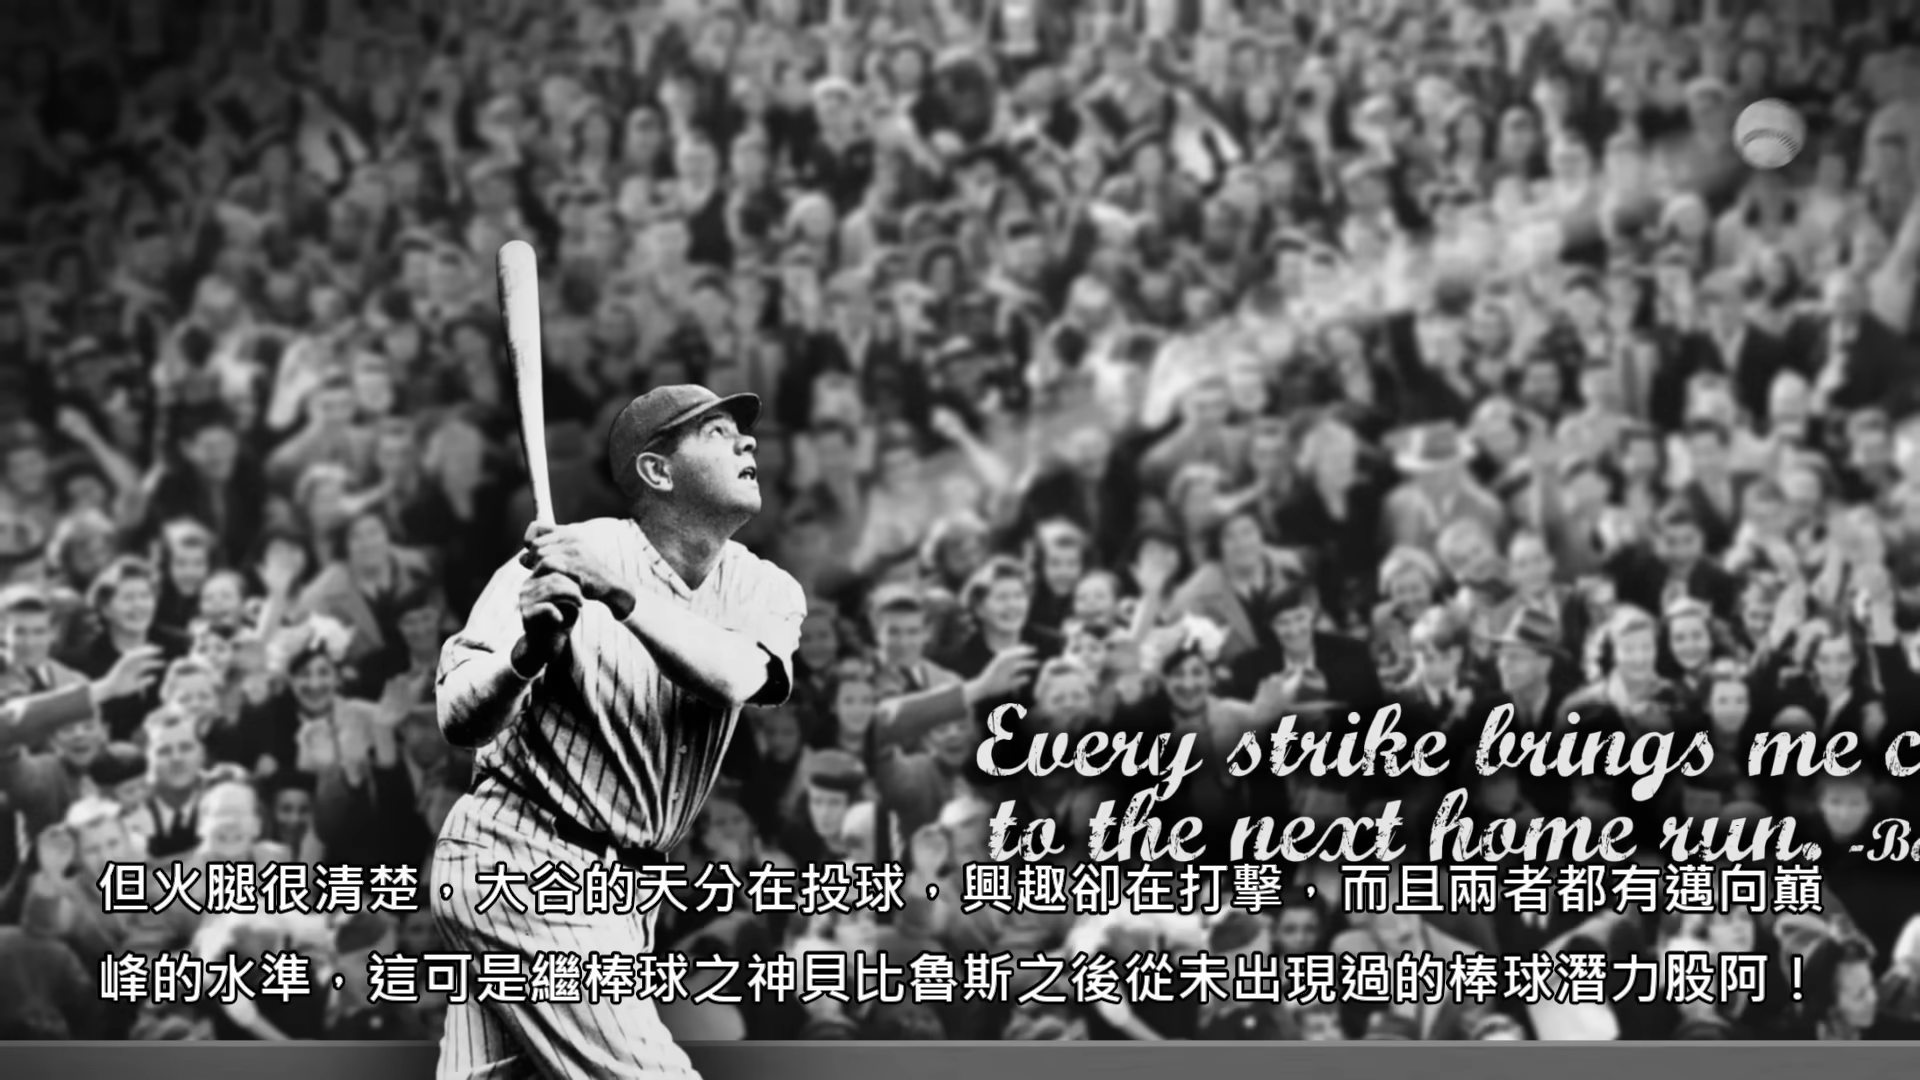 Every strike brings me c
to the next home run. -Ba
但火腿很清楚，大谷的天分在投球，興趣卻在打擊，而且兩者都有邁向巔
峰的水準，這可是繼棒球之神貝比魯斯之後從未出現過的棒球潛力股阿！